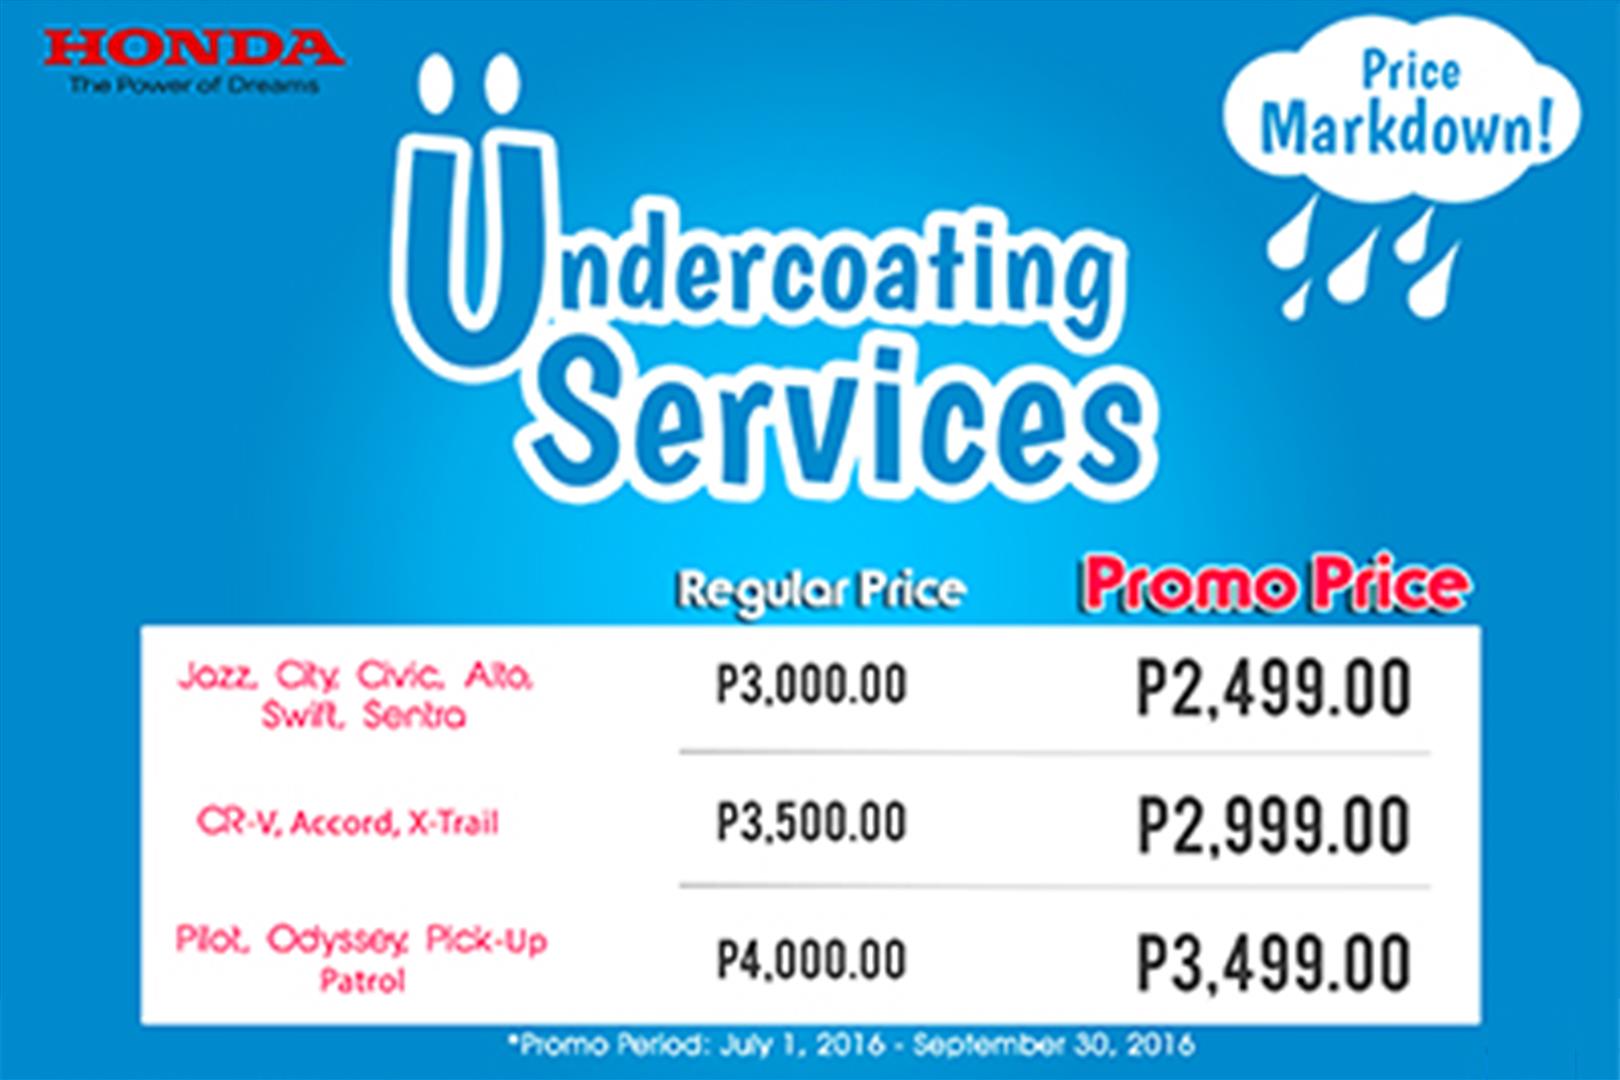 HONDA
The Power of Dreams
Price
Markdown!
Ündercoating
Services
Regular Price Promo Price
Jazz, City, Civic, Alto, P3,000.00 P2,499.00
Swift, Sentra
CR-V, Accord, X-Trail P3,500.00 P2,999.00
Pilot, Odyssey, Pick-Up P4,000.00 P3,499.00
Patrol
*Promo Period: July 1, 2016 - September 30, 2016